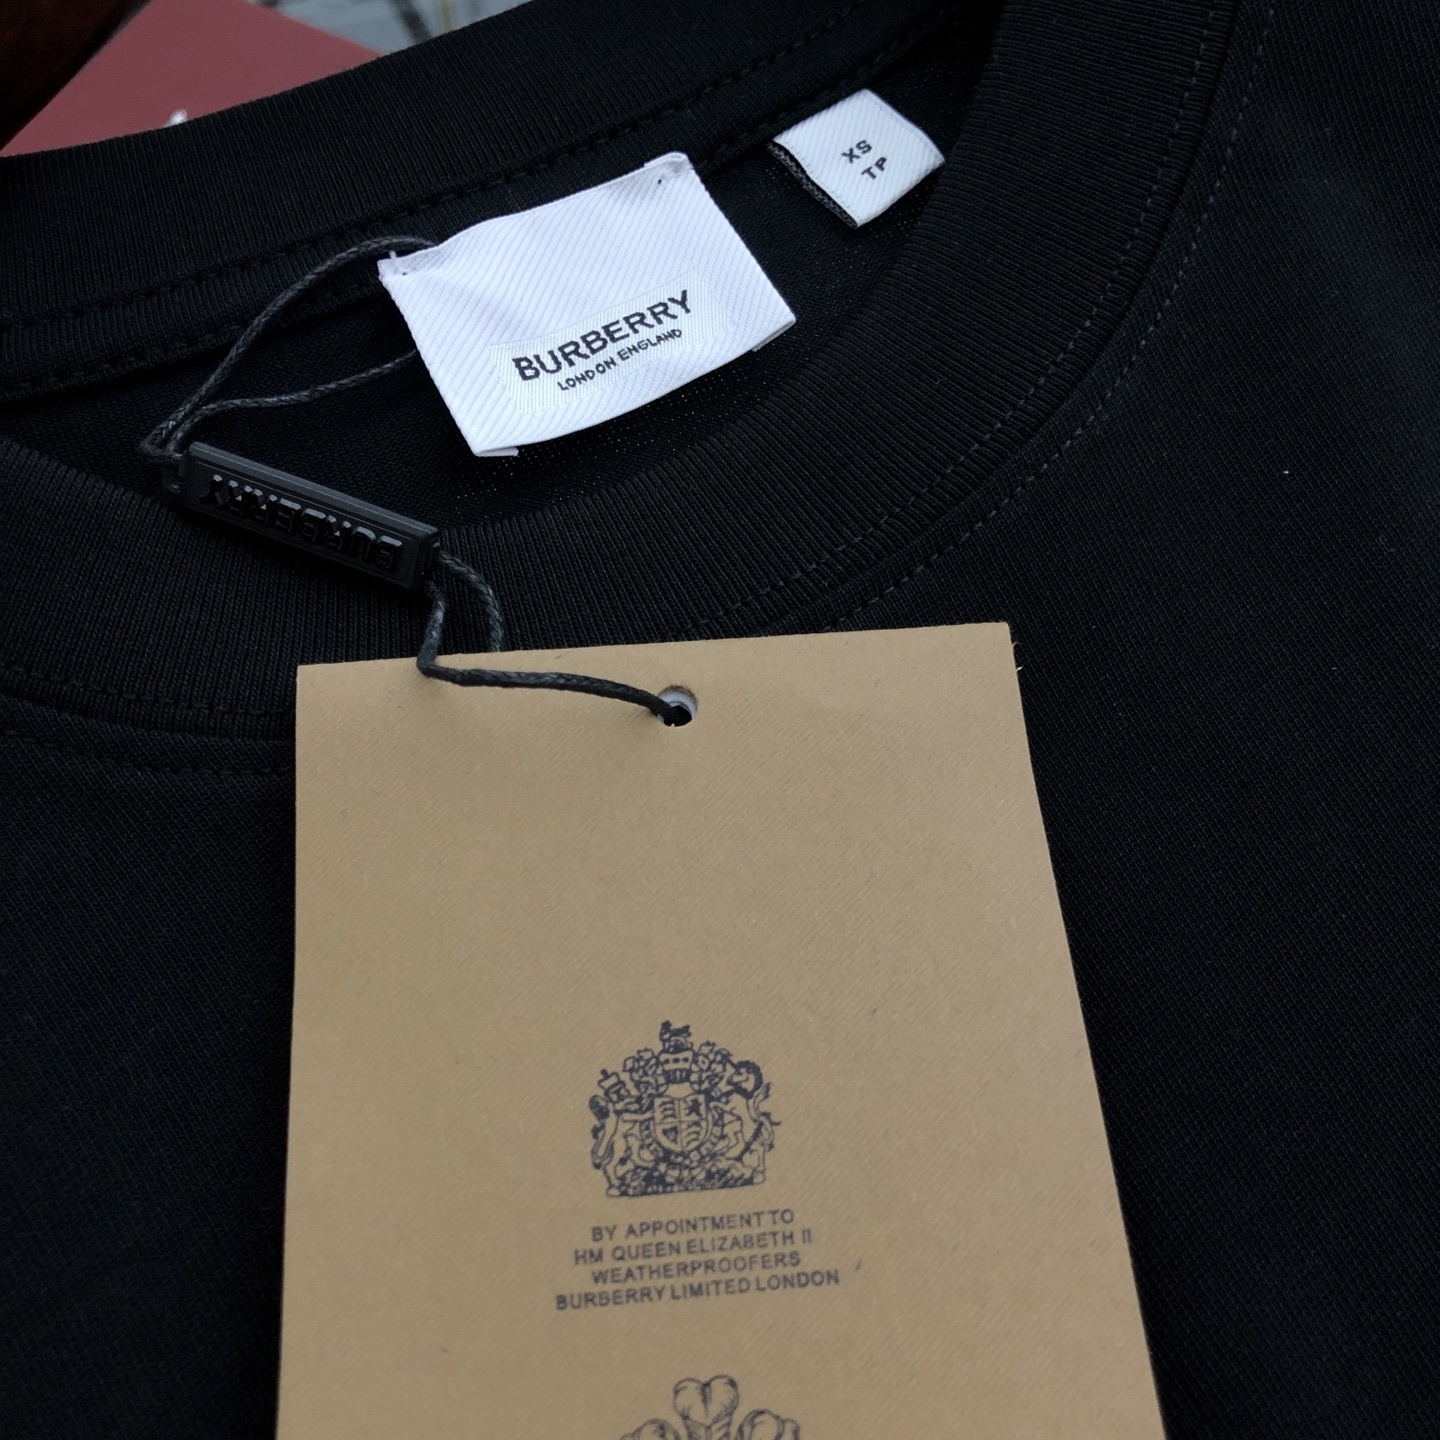 XS
TP
BURBERRY
LONDON ENGLAND
BURBERRY
BY APPOINTMENT TO
HM QUEEN ELIZABETH II
WEATHERPROOFERS
BURBERRY LIMITED LONDON